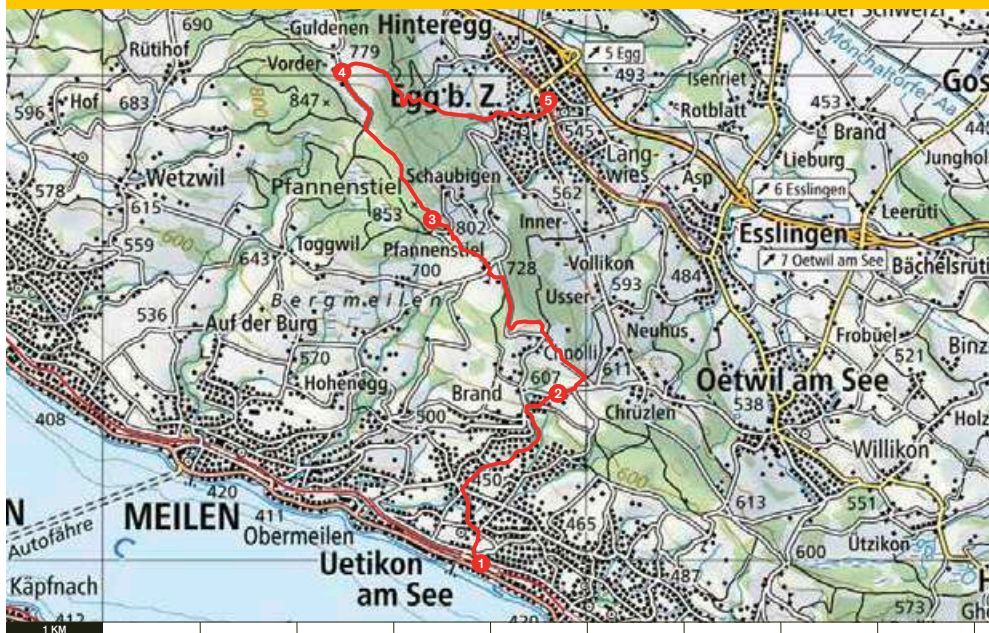 690
Guldenen
Hinteregg
Rütihof
779
5 Egg
Mönchaltorfer Aa
Vorder-
4
493
Isenriet
Gos
Hof
683
800
847
Egg b. Z.
5
Rotblatt
453
596
545
Brand
440
Wetzwil
Schaubigen
Lang-
wies
Asp
Lieburg
Junghol
578
Pfannenstiel
562
6 Esslingen
615
853
3
802
Inner-
Leerüti
559
600
Toggwil
Pfannenstiel
Esslingen
643
700
728
-Vollikon
484
7 Oetwil am See
Bächelsrüti
Bergmeilen
593
536
Usser-
Auf der Burg
Neuhus
Frobüel
570
521
Binz
Hohenegg
607
611
Oetwil am See
Brand
2
408
500
Chrüzlen
538
Holz
Willikon
450
600
420
613
551
N
MEILEN
411
465
Autofähre
Obermeilen
Ützikon
600
Uetikon
am See
1
487
Käpfnach
573
412
1 KM